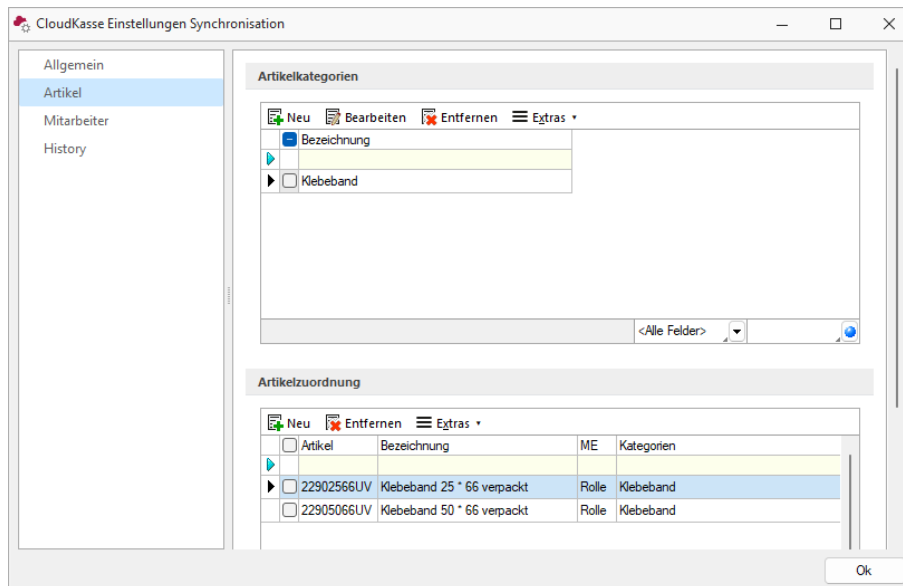 CloudKasse Einstellungen Synchronisation
Allgemein
Artikel
Mitarbeiter
History
Artikelkategorien
Neu Bearbeiten Entfernen Extras
Bezeichnung
Klebeband
<Alle Felder>
Artikelzuordnung
Neu Entfernen Extras
Artikel Bezeichnung ME Kategorien
22902566UV Klebeband 25 * 66 verpackt Rolle Klebeband
22905066UV Klebeband 50 * 66 verpackt Rolle Klebeband
Ok